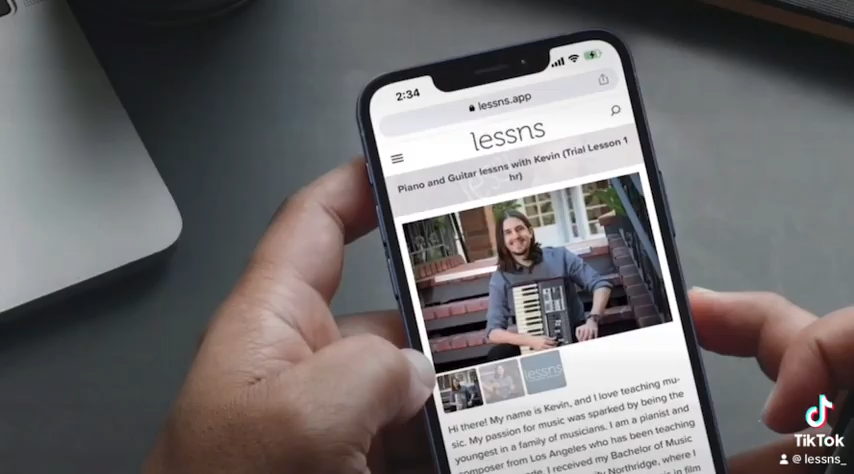 2:34
lessns.app
lessns
Piano and Guitar lessns with Kevin (Trial Lesson 1
hr)
lessns
Hi there! My name is Kevin, and I love teaching mu-
sic. My passion for music was sparked by being the
youngest in a family of musicians. I am a pianist and
composer from Los Angeles who has been teaching
I received my Bachelor of Music
Northridge, where I
in film
TikTok
@ lessns_